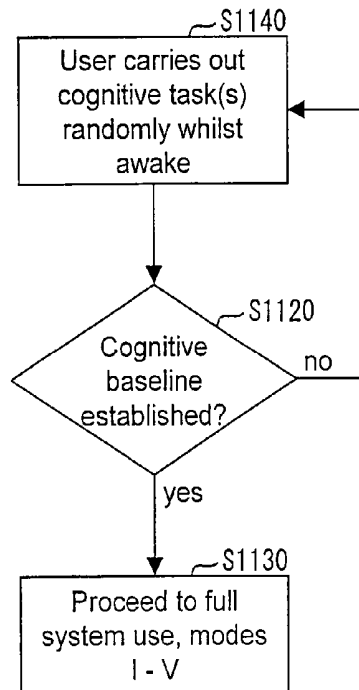 S1140
User carries out
cognitive task(s)
randomly whilst
awake
S1120
Cognitive
baseline
established?
no
yes
S1130
Proceed to full
system use, modes
I - V